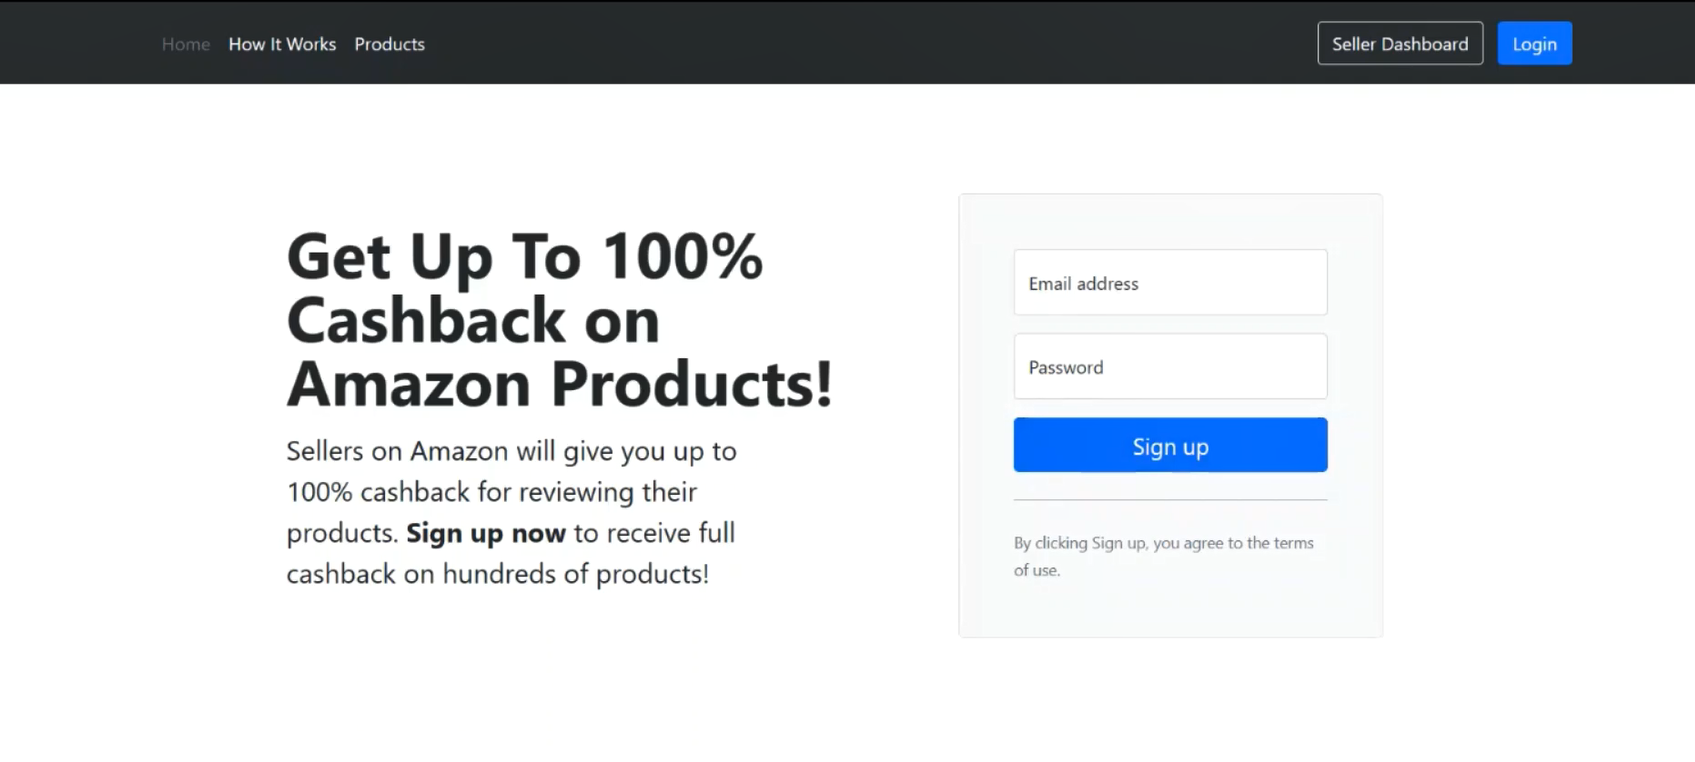 Home How It Works Products Seller Dashboard Login
Get Up To 100%
Cashback on
Amazon Products!
Sellers on Amazon will give you up to
100% cashback for reviewing their
products. Sign up now to receive full
cashback on hundreds of products!
Email address
Password
Sign up
By clicking Sign up, you agree to the terms
of use.